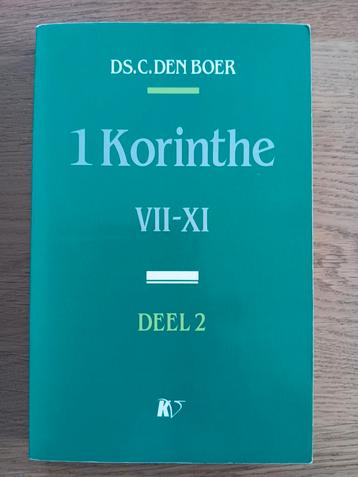 DS. C. DEN BOER
1 Korinthe
VII-XI
DEEL 2